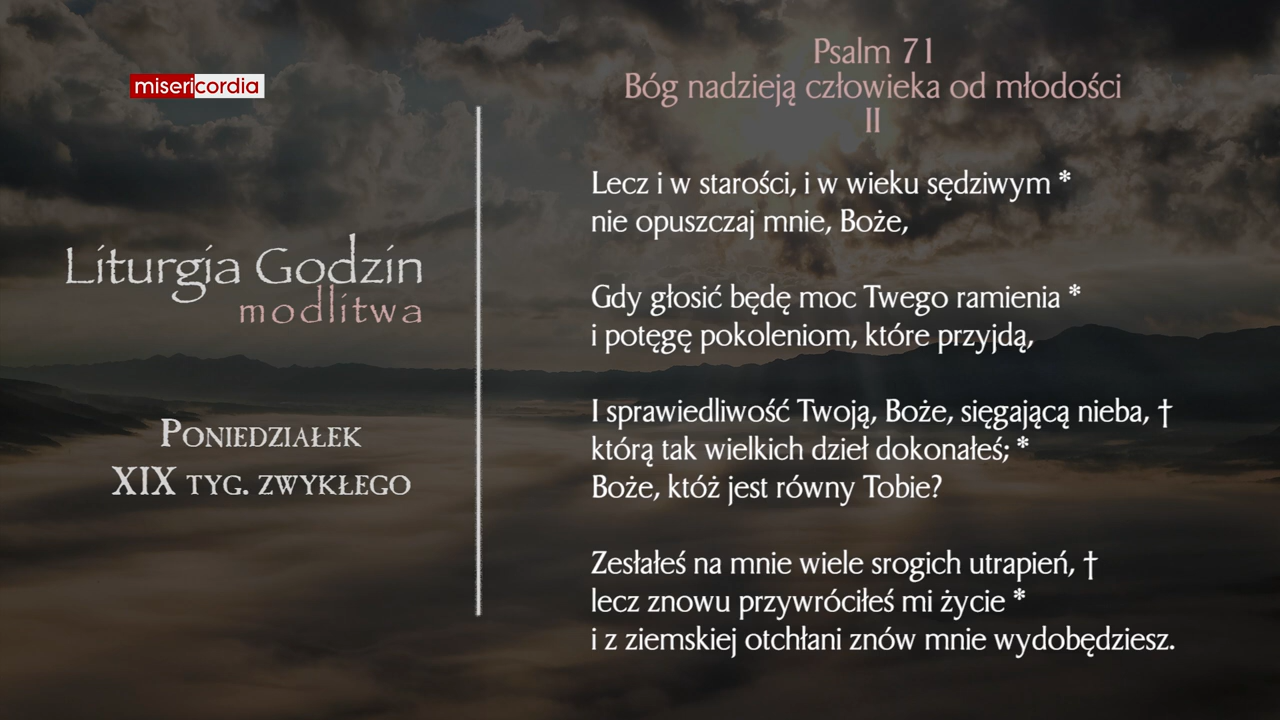 misericordia
Liturgia Godzin
modlitwa
Poniedziałek
XIX tyg. zwykłego
Psalm 71
Bóg nadzieją człowieka od młodości
II
Lecz i w starości, i w wieku sędziwym *
nie opuszczaj mnie, Boże,
Gdy głosić będę moc Twego ramienia *
i potęgę pokoleniom, które przyjdą,
I sprawiedliwość Twoją, Boże, sięgającą nieba, †
którą tak wielkich dzieł dokonałeś; *
Boże, któż jest równy Tobie?
Zesłałeś na mnie wiele srogich utrapień, †
lecz znowu przywróciłeś mi życie *
i z ziemskiej otchłani znów mnie wydobędziesz.